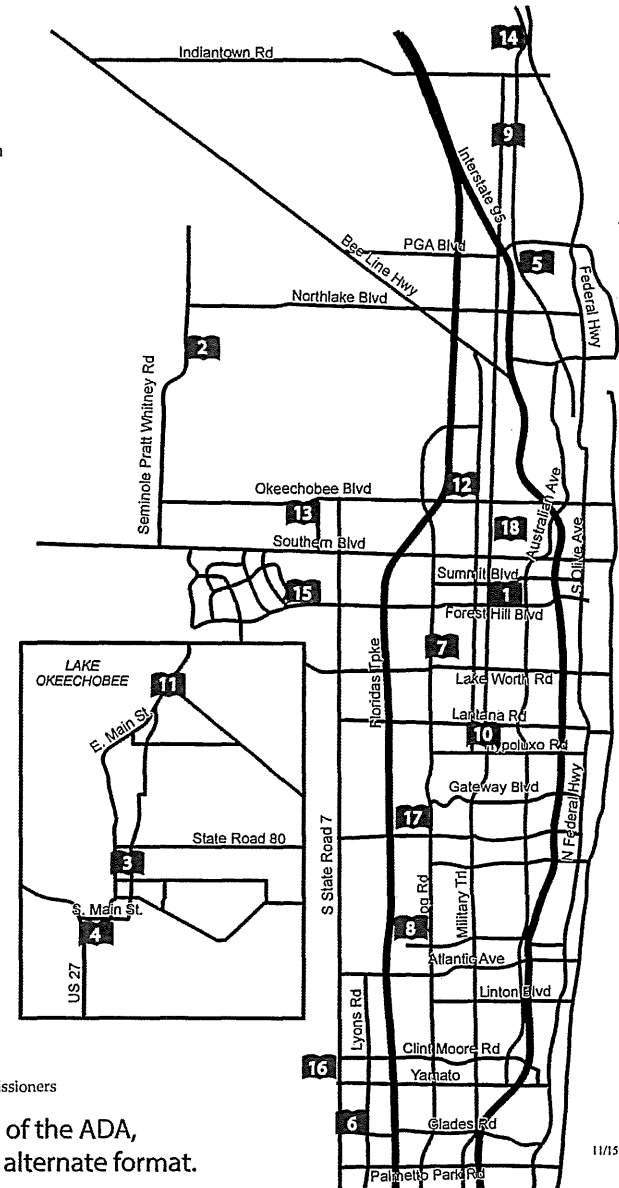 14
Indiantown Rd
9
Interstate 95
PGA Blvd
5
Bee Line Hwy
Federal Hwy
Northlake Blvd
2
Seminole Pratt Whitney Rd
12
Okeechobee Blvd
13
Australian Ave
18
S Olive Ave
Southern Blvd
Summit Blvd
15
1
Forest Hill Blvd
7
Floridas Tpke
Lake Worth Rd
LAKE
OKEECHOBEE
11
E. Main St.
Lantana Rd
10
ypoluxo Rd
Gateway Blvd
17
N Federal Hwy
State Road 80
3
S State Road 7
og Rd
Military Trl
S. Main St.
4
8
Atlantic Ave
US 27
Linton Blvd
Lyons Rd
Clint Moore Rd
16
Yamato
6
Glades Rd
ssioners
of the ADA,
11/15
alternate format.
Palmetto Park Rd